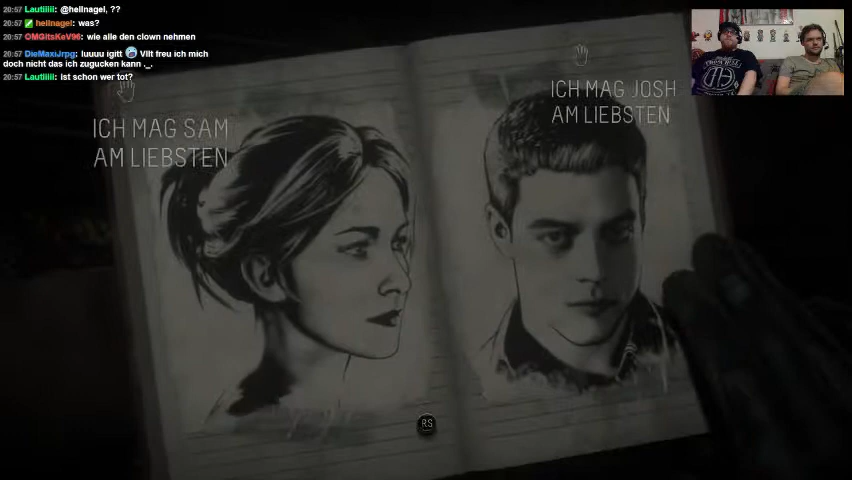 20:57 Lautiiiii: @hellnagel, ??
20:57 hellnagel: was?
20:57 OMGitsKeV96: wie alle den clown nehmen
20:57 DieMaxiJrpg: Iuuuu igitt Vllt freu ich mich
doch nicht das ich zugucken kann ._.
20:57 Lautiiiii: Ist schon wer tot?
ICH MAG SAM
AM LIEBSTEN
ICH MAG JOSH
AM LIEBSTEN
RS